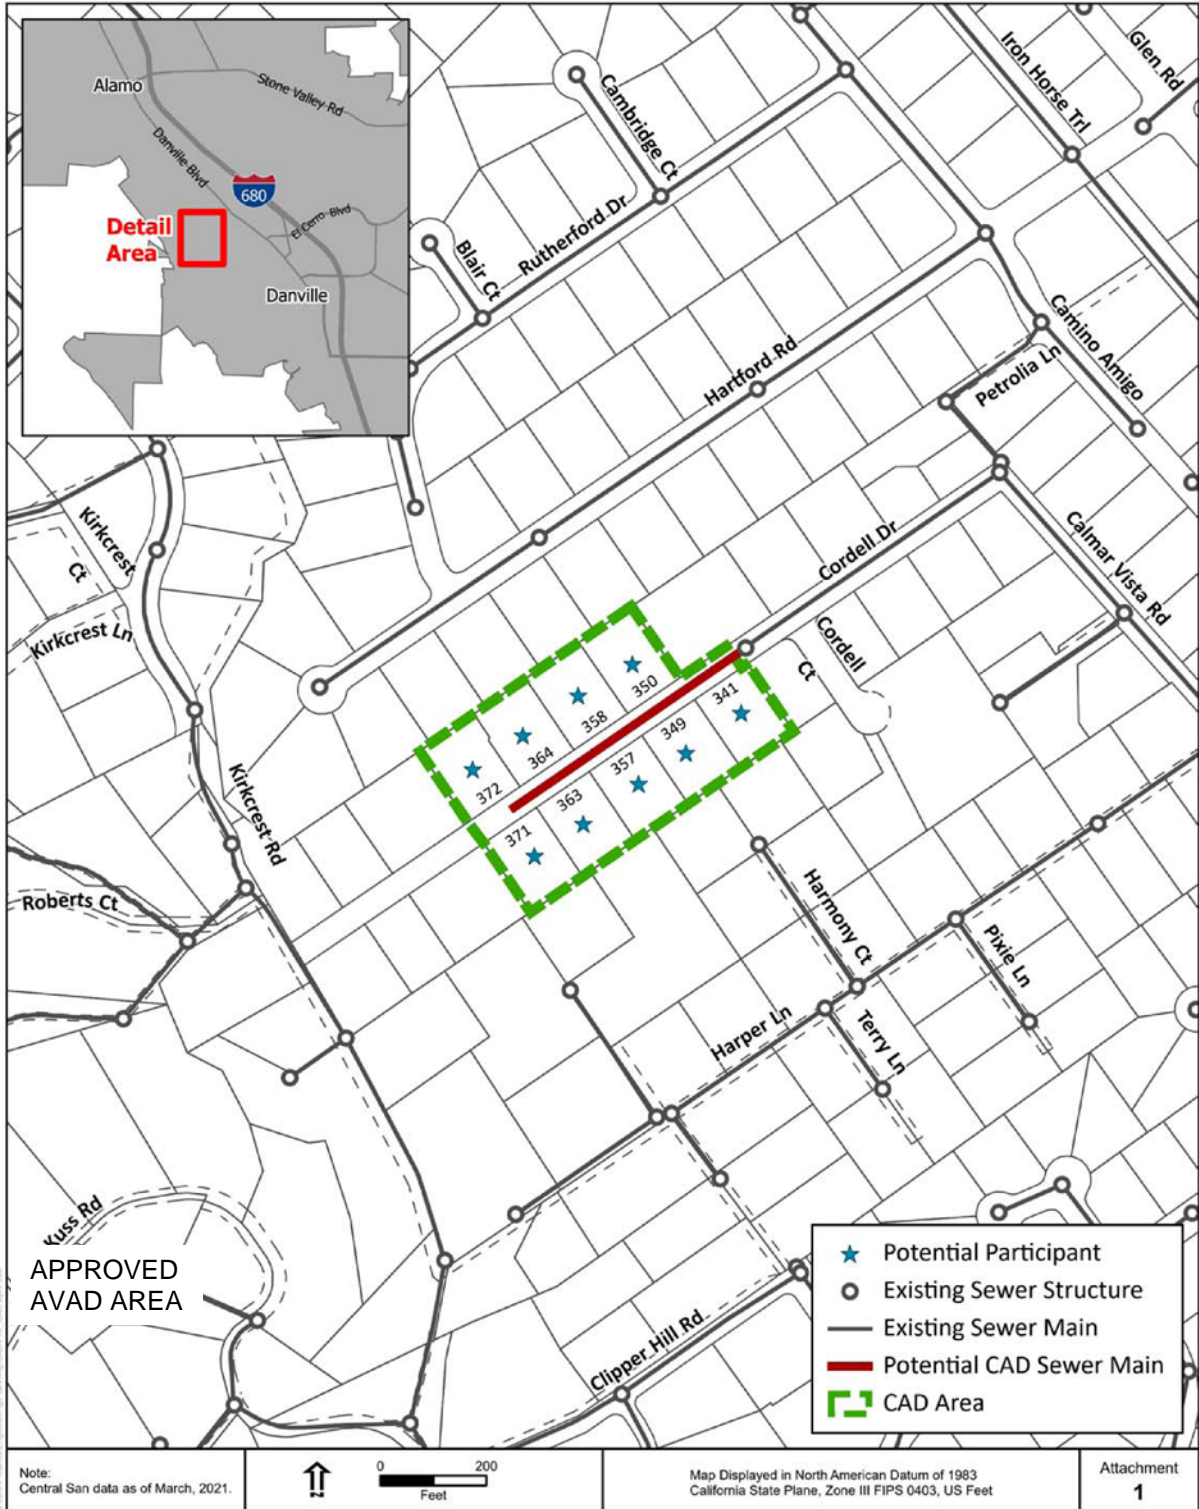 Alamo
Stone Valley Rd
Danville Blvd
680
El Cerro Blvd
Detail
Area
Danville
Iron Horse Trl
Glen Rd
Cambridge Ct
Rutherford Dr
Blair Ct
Hartford Rd
Camino Amigo
Petrolia Ln
Cordell Dr
Calmar Vista Rd
Kirkcrest
Ct
Kirkcrest Ln
Cordell
Ct
350
358
341
364
349
372
357
363
371
Kirkcrest Rd
Roberts Ct
Harmony Ct
Pixie Ln
Harper Ln
Terry Ln
Kuss Rd
APPROVED
AVAD AREA
Clipper Hill Rd
Potential Participant
Existing Sewer Structure
Existing Sewer Main
Potential CAD Sewer Main
CAD Area
Note:
Central San data as of March, 2021.
N
0 200
Feet
Map Displayed in North American Datum of 1983
California State Plane, Zone III FIPS 0403, US Feet
Attachment
1